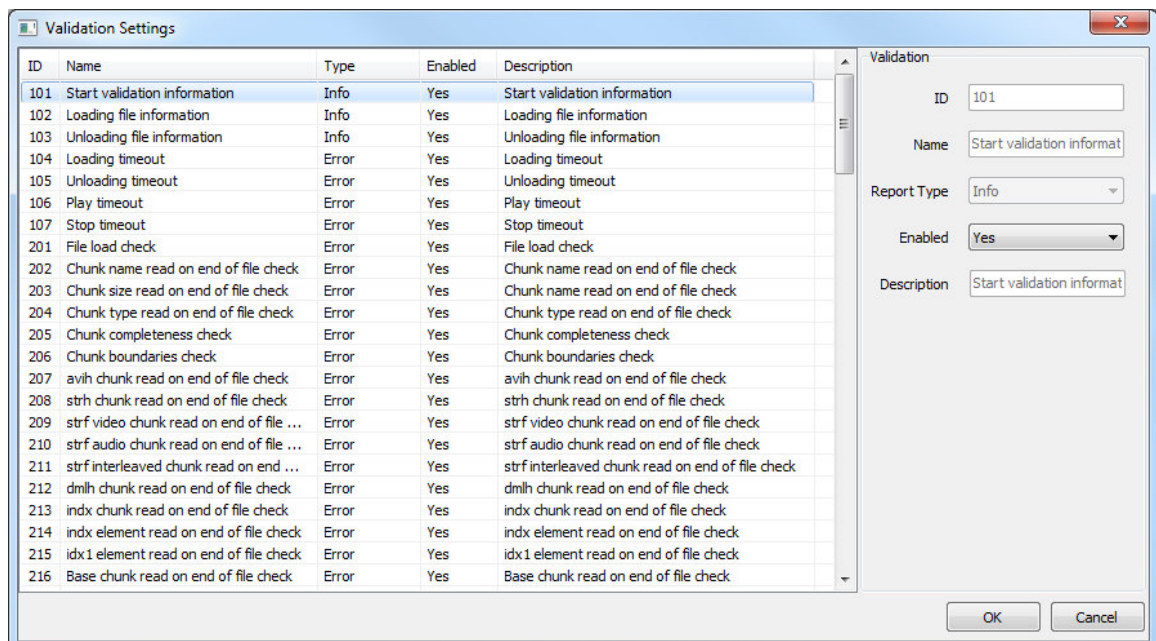 Validation Settings
ID Name Type Enabled Description
101 Start validation information Info Yes Start validation information
102 Loading file information Info Yes Loading file information
103 Unloading file information Info Yes Unloading file information
104 Loading timeout Error Yes Loading timeout
105 Unloading timeout Error Yes Unloading timeout
106 Play timeout Error Yes Play timeout
107 Stop timeout Error Yes Stop timeout
201 File load check Error Yes File load check
202 Chunk name read on end of file check Error Yes Chunk name read on end of file check
203 Chunk size read on end of file check Error Yes Chunk name read on end of file check
204 Chunk type read on end of file check Error Yes Chunk type read on end of file check
205 Chunk completeness check Error Yes Chunk completeness check
206 Chunk boundaries check Error Yes Chunk boundaries check
207 avih chunk read on end of file check Error Yes avih chunk read on end of file check
208 strh chunk read on end of file check Error Yes strh chunk read on end of file check
209 strf video chunk read on end of file ... Error Yes strf video chunk read on end of file check
210 strf audio chunk read on end of file ... Error Yes strf audio chunk read on end of file check
211 strf interleaved chunk read on end ... Error Yes strf interleaved chunk read on end of file check
212 dmlh chunk read on end of file check Error Yes dmlh chunk read on end of file check
213 indx chunk read on end of file check Error Yes indx chunk read on end of file check
214 indx element read on end of file check Error Yes indx element read on end of file check
215 idx1 element read on end of file check Error Yes idx1 element read on end of file check
216 Base chunk read on end of file check Error Yes Base chunk read on end of file check
Validation
ID 101
Name Start validation informat
Report Type Info
Enabled Yes
Description Start validation informat
OK Cancel